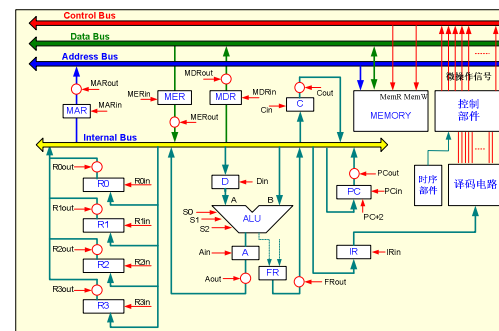 Control Bus
Data Bus
Address Bus
微操作信号
MARout
MERin
MDRout
MDRin
Cout
Cin
C
MemR MemW
MEMORY
控制
部件
MAR
MARin
MER
MERout
MDR
Internal Bus
R0out
R0
R0in
R1out
R1
R1in
R2out
R2
R2in
R3out
R3
R3in
D
Din
A
B
S0
S1
S2
ALU
Ain
A
Aout
FR
FRout
PCout
PC
PCin
PC+2
IR
IRin
时序
部件
译码电路